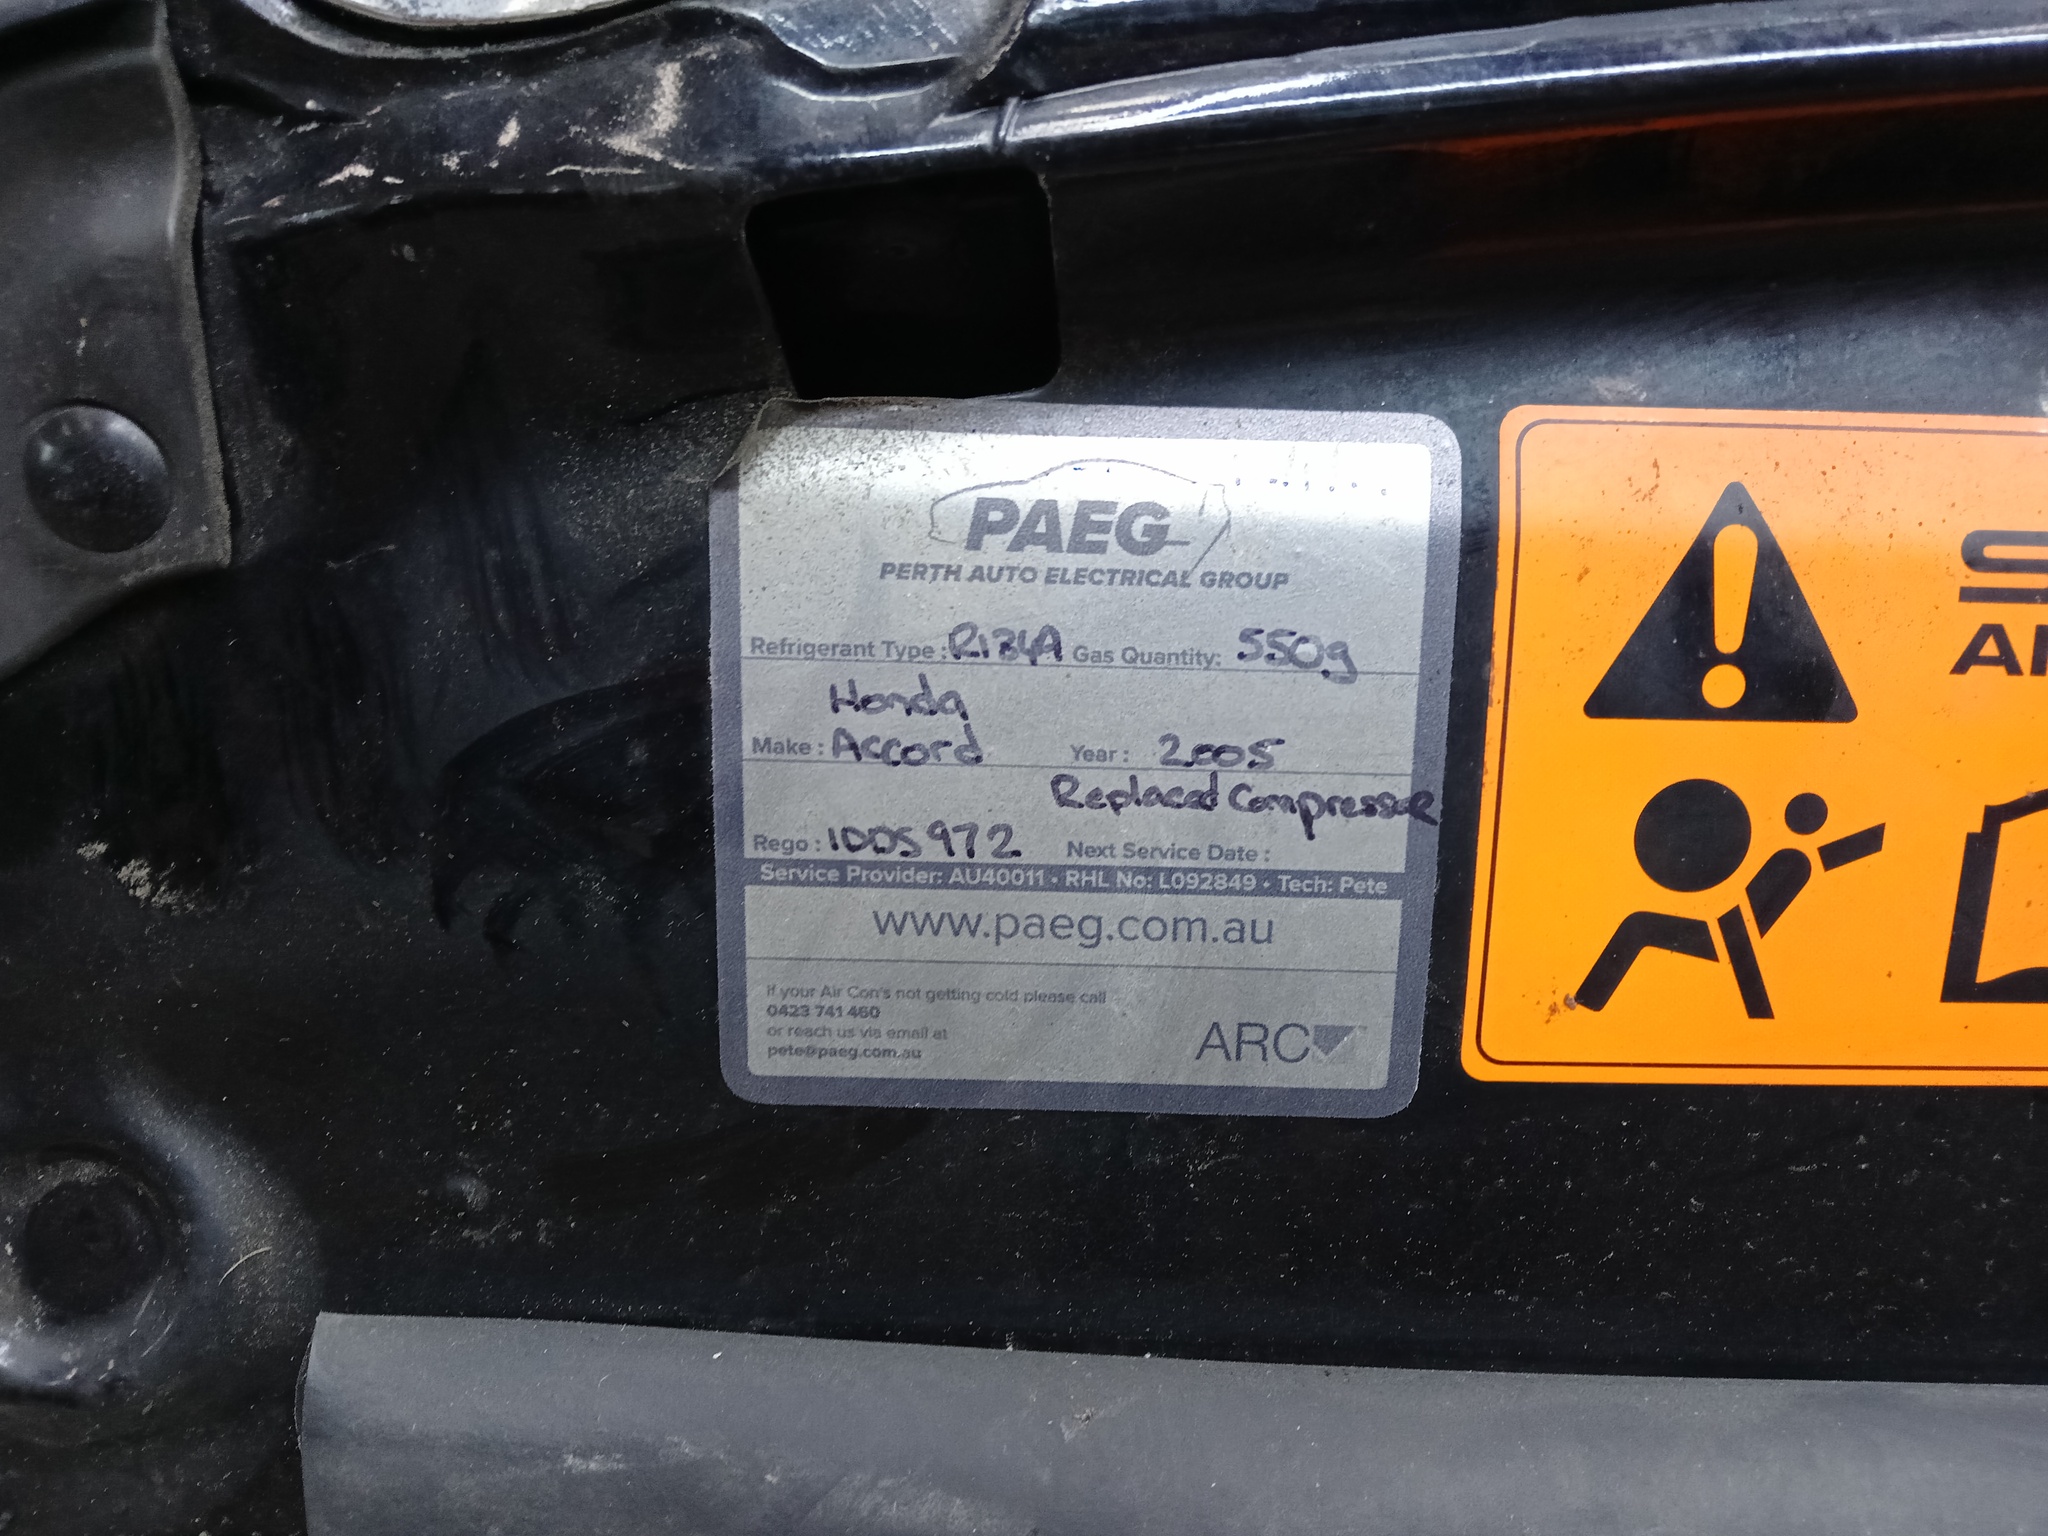 PAEG
PERTH AUTO ELECTRICAL GROUP
Refrigerant Type : R134A Gas Quantity: 550g
Honda
Make : Accord Year : 2005
Replaced Compressor
Rego : 1DDS972 Next Service Date :
Service Provider: AU40011 • RHL No: L092849 • Tech: Pete
www.paeg.com.au
If your Air Con's not getting cold please call
0423 741 460
or reach us via email at
pete@paeg.com.au
ARC